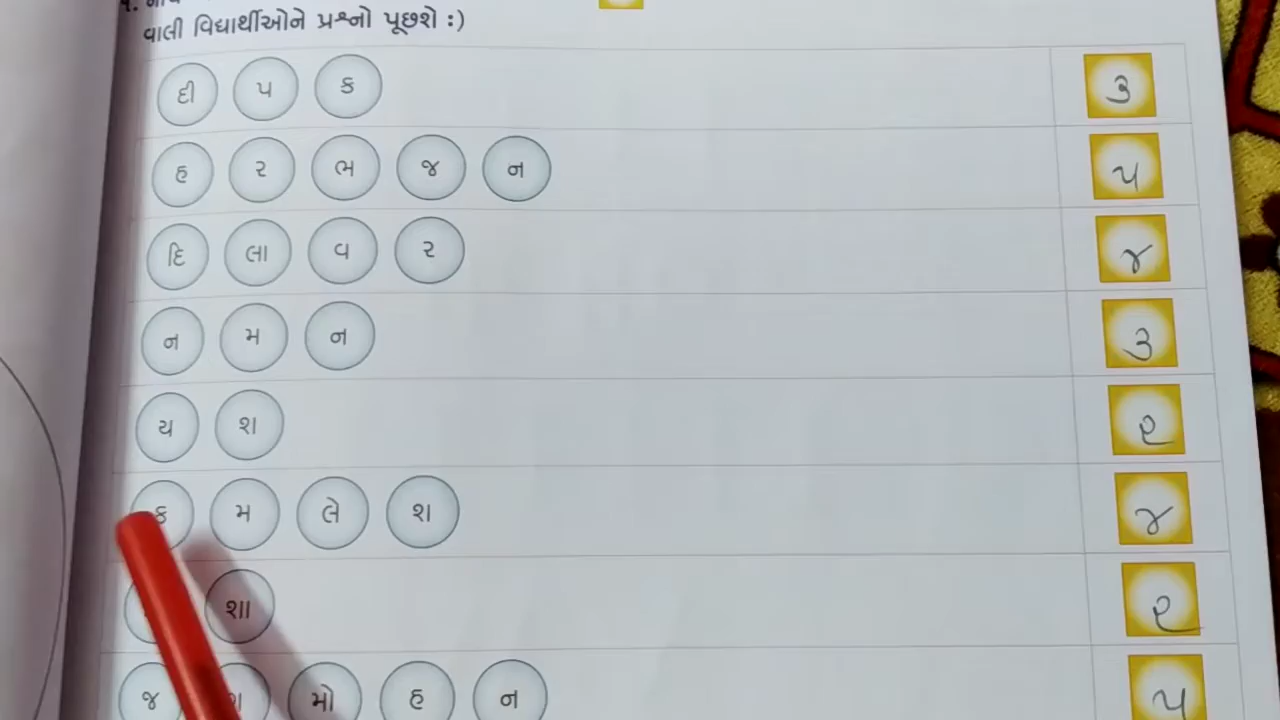 વાલી વિદ્યાર્થીઓને પ્રશ્નો પૂછશે :)
દી પ ક ૩
હ ર ભ જ ન ૫
દિ લા વ ર ૪
ન મ ન ૩
ય શ ૨
ક મ લે શ ૪
શા ૨
જ મો હ ન ૫